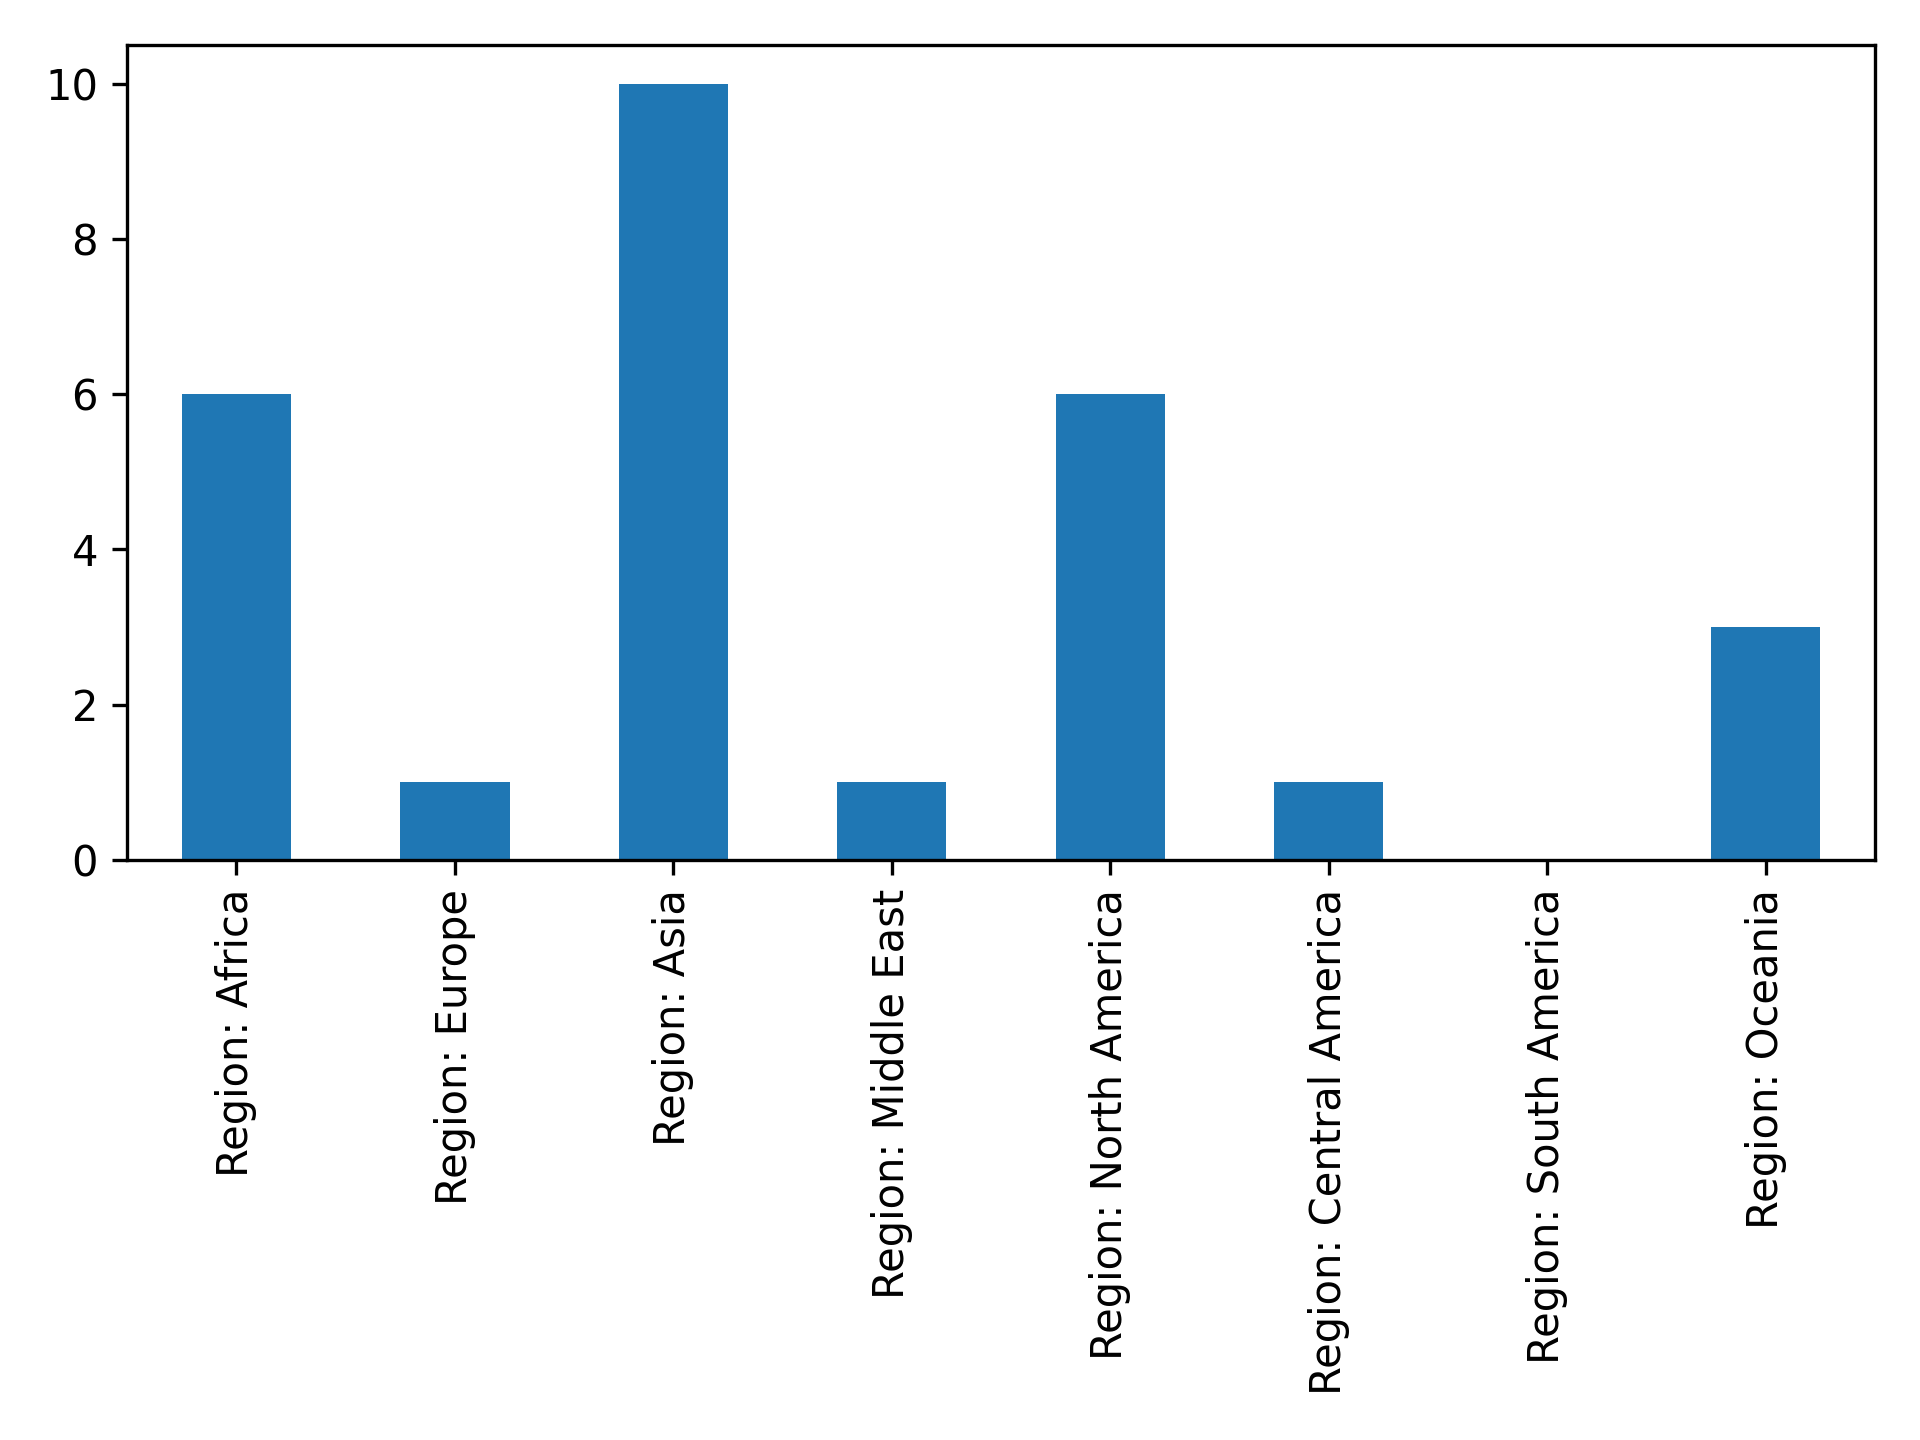 10
8
6
4
2
0
Region: Africa
Region: Europe
Region: Asia
Region: Middle East
Region: North America
Region: Central America
Region: South America
Region: Oceania